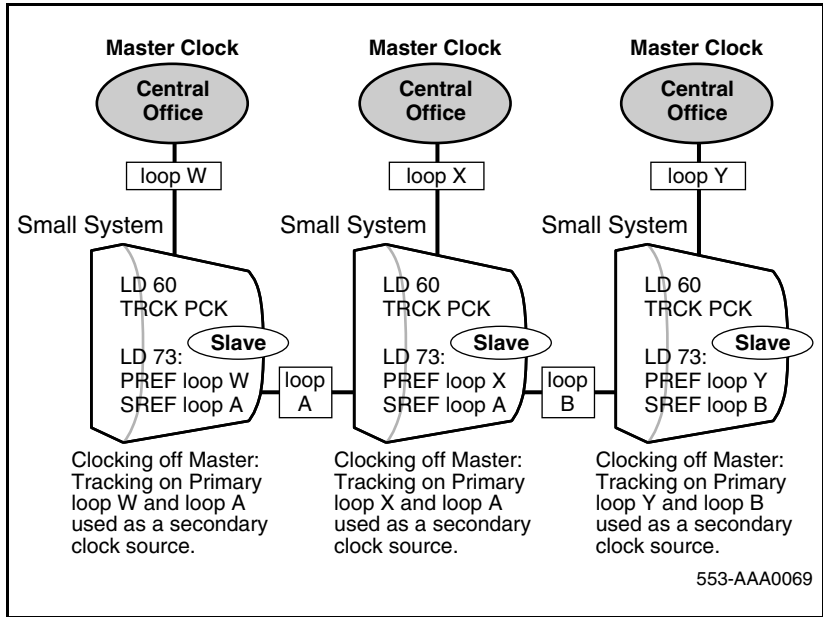 Master Clock
Central
Office
loop W
Small System
LD 60
TRCK PCK
Slave
LD 73:
PREF loop W
SREF loop A
Clocking off Master:
Tracking on Primary
loop W and loop A
used as a secondary
clock source.
loop
A
Master Clock
Central
Office
loop X
Small System
LD 60
TRCK PCK
Slave
LD 73:
PREF loop X
SREF loop A
Clocking off Master:
Tracking on Primary
loop X and loop A
used as a secondary
clock source.
loop
B
Master Clock
Central
Office
loop Y
Small System
LD 60
TRCK PCK
Slave
LD 73:
PREF loop Y
SREF loop B
Clocking off Master:
Tracking on Primary
loop Y and loop B
used as a secondary
clock source.
553-AAA0069